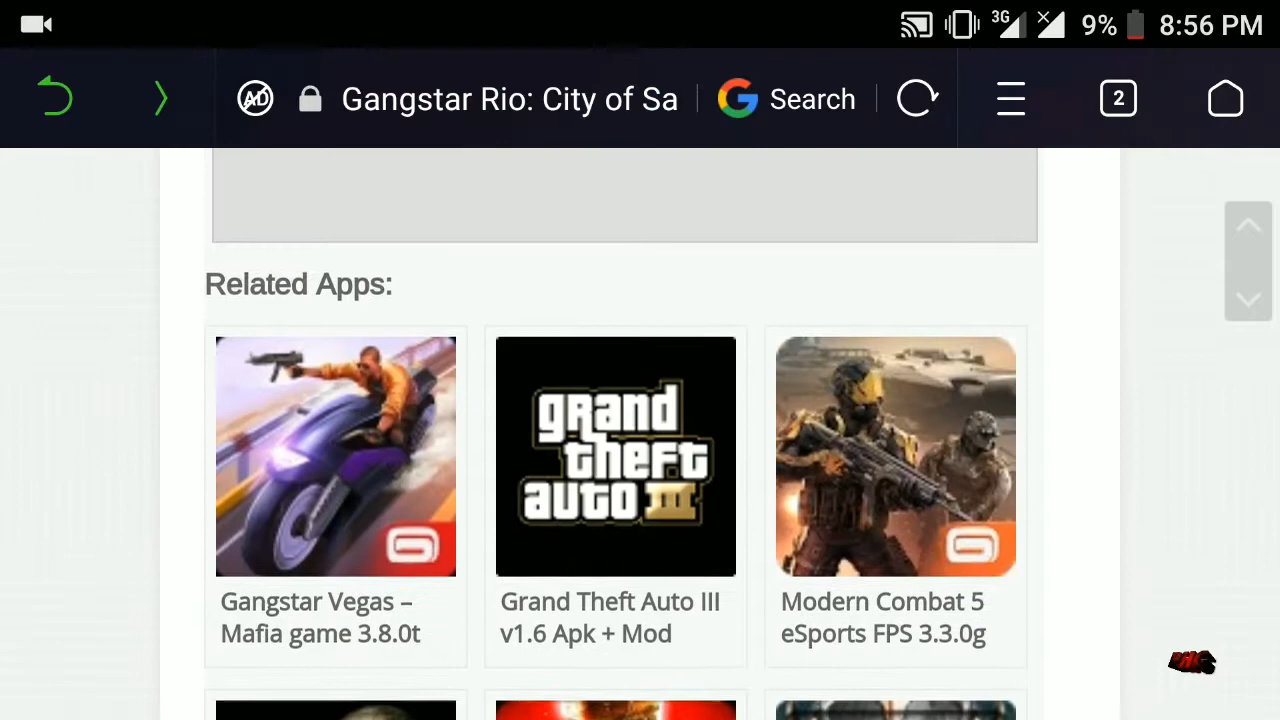 3G 9% 8:56 PM
AD Gangstar Rio: City of Sa Search 2
Related Apps:
grand
theft
auto III
Gangstar Vegas –
Mafia game 3.8.0t
Grand Theft Auto III
v1.6 Apk + Mod
Modern Combat 5
eSports FPS 3.3.0g